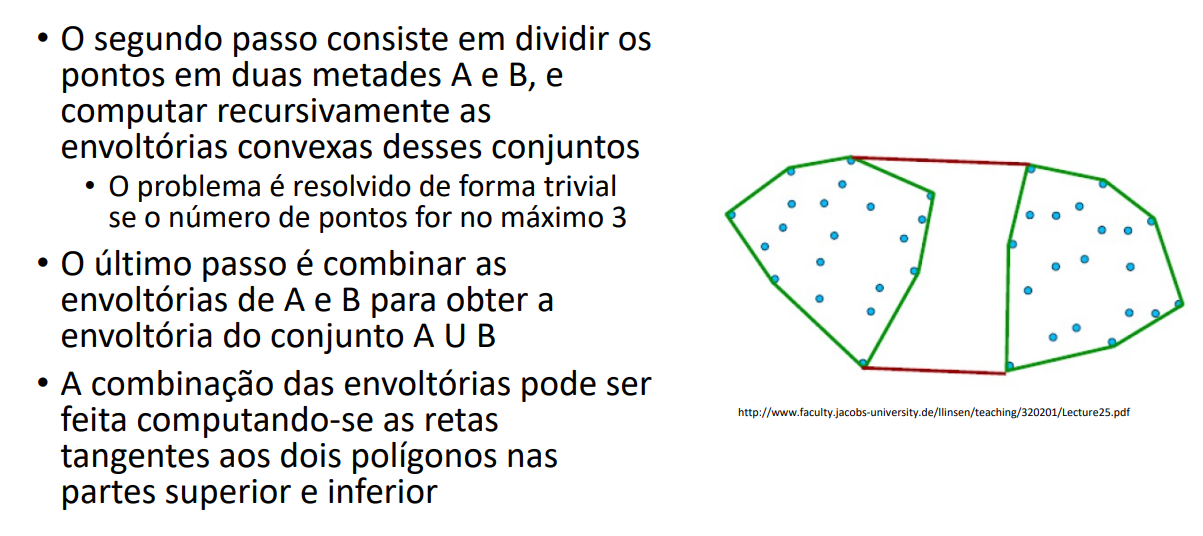 • O segundo passo consiste em dividir os
pontos em duas metades A e B, e
computar recursivamente as
envoltórias convexas desses conjuntos
• O problema é resolvido de forma trivial
se o número de pontos for no máximo 3
• O último passo é combinar as
envoltórias de A e B para obter a
envoltória do conjunto A U B
• A combinação das envoltórias pode ser
feita computando-se as retas
tangentes aos dois polígonos nas
partes superior e inferior
http://www.faculty.jacobs-university.de/llinsen/teaching/320201/Lecture25.pdf